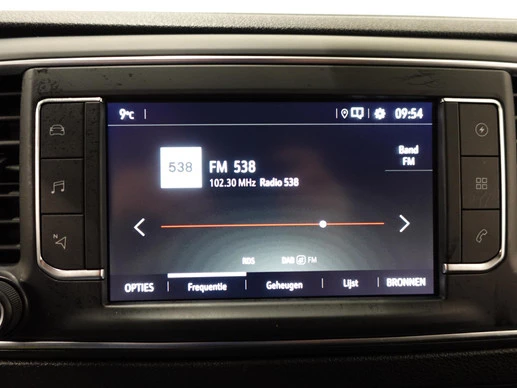 9°C 09:54
538
FM 538
Band
FM
102.30 MHz Radio 538
N
RDS DAB FM
OPTIES Frequentie Geheugen Lijst BRONNEN